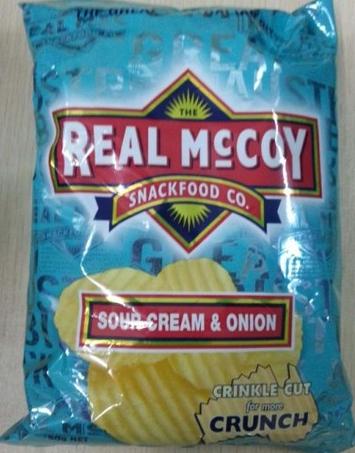 THE
REAL McCOY
SNACKFOOD CO.
SOUR CREAM & ONION
CRINKLE CUT
for more
CRUNCH